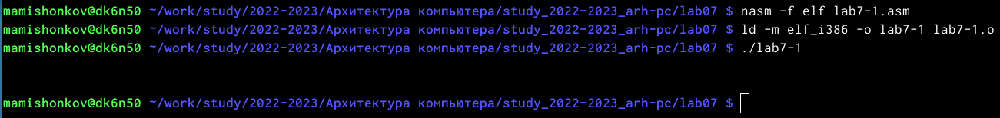 mamishonkov@dk6n50 ~/work/study/2022-2023/Архитектура компьютера/study_2022-2023_arh-pc/lab07 $ nasm -f elf lab7-1.asm
mamishonkov@dk6n50 ~/work/study/2022-2023/Архитектура компьютера/study_2022-2023_arh-pc/lab07 $ ld -m elf_i386 -o lab7-1 lab7-1.o
mamishonkov@dk6n50 ~/work/study/2022-2023/Архитектура компьютера/study_2022-2023_arh-pc/lab07 $ ./lab7-1
mamishonkov@dk6n50 ~/work/study/2022-2023/Архитектура компьютера/study_2022-2023_arh-pc/lab07 $